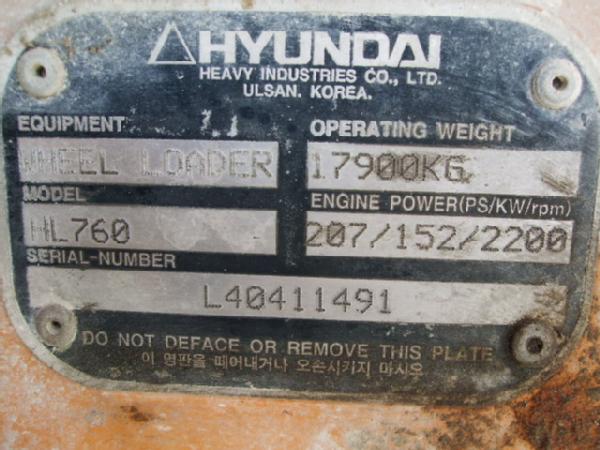 HYUNDAI
HEAVY INDUSTRIES CO., LTD.
ULSAN. KOREA.
EQUIPMENT
OPERATING WEIGHT
WHEEL LOADER
17900KG
MODEL
ENGINE POWER(PS/KW/rpm)
HL760
207/152/2200
SERIAL-NUMBER
L40411491
DO NOT DEFACE OR REMOVE THIS PLATE
이 명판을 떼어내거나 오손시키지 마시오